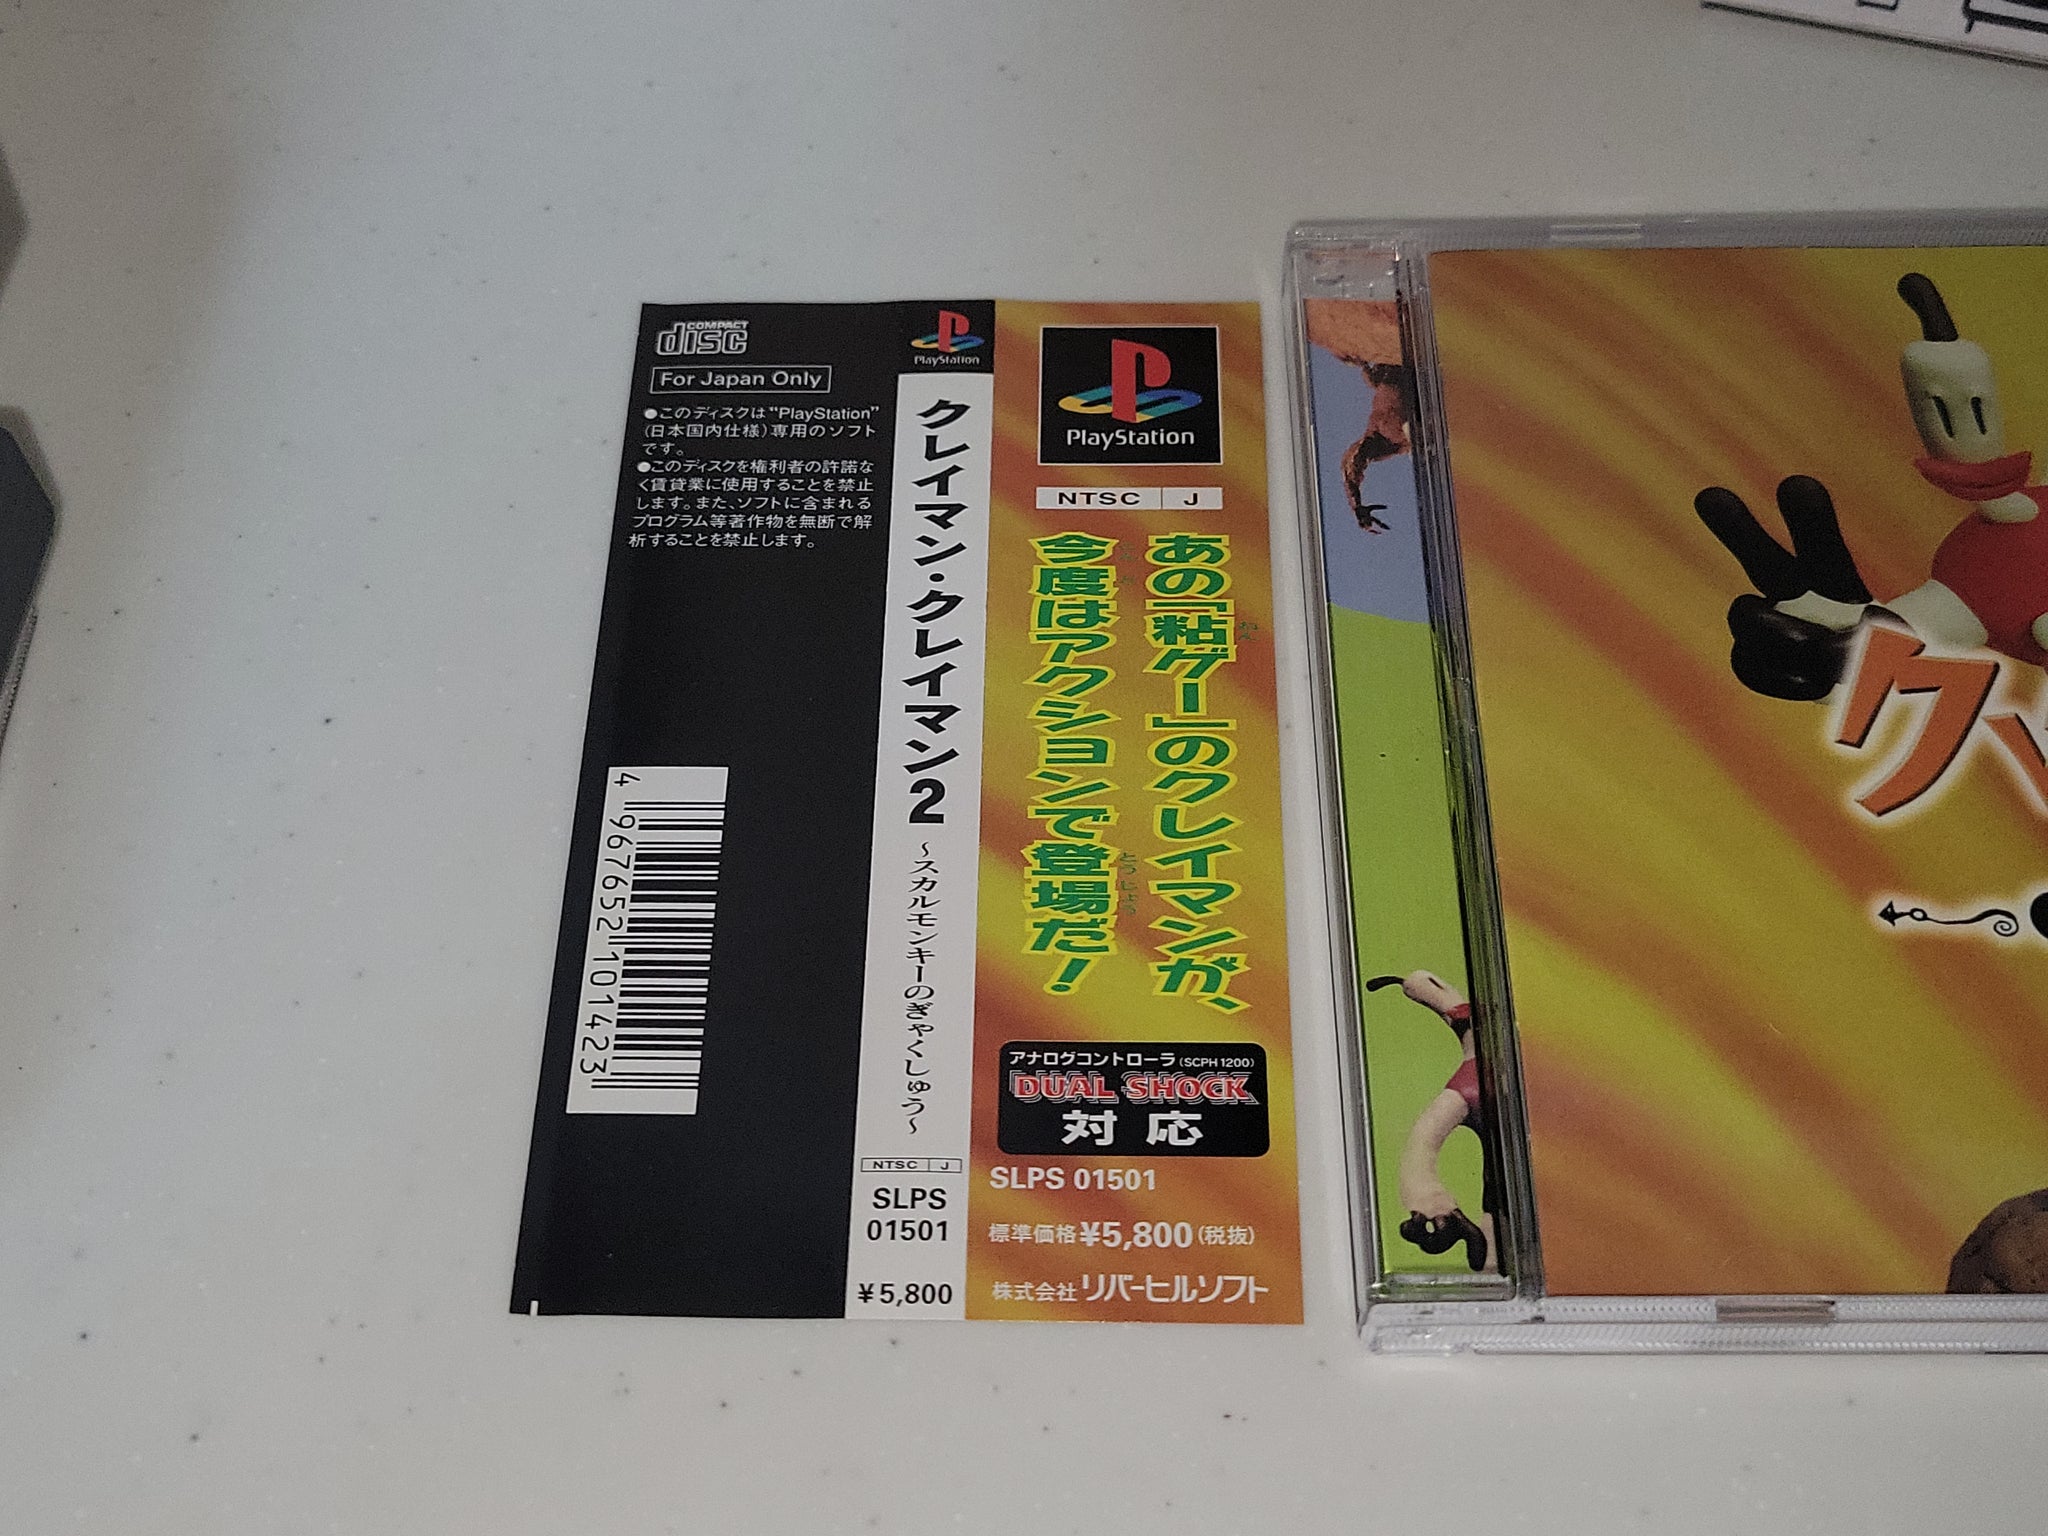 COMPACT
disc
For Japan Only
●このディスクは“PlayStation”
(日本国内仕様)専用のソフト
です。
●このディスクを権利者の許諾な
く賃貸業に使用することを禁止
します。また、ソフトに含まれる
プログラム等著作物を無断で解
析することを禁止します。
4 967652 101423
PlayStation
クレイマン・クレイマン2
～スカルモンキーのぎゃくしゅう～
NTSC J
SLPS
01501
¥5,800
PlayStation
NTSC J
あの「粘ゲー」のクレイマンが、
ねん
今度はアクションで登場だ!
とうじょう
アナログコントローラ(SCPH 1200)
DUAL SHOCK
対応
SLPS 01501
標準価格¥5,800(税抜)
株式会社リバーヒルソフト
ク